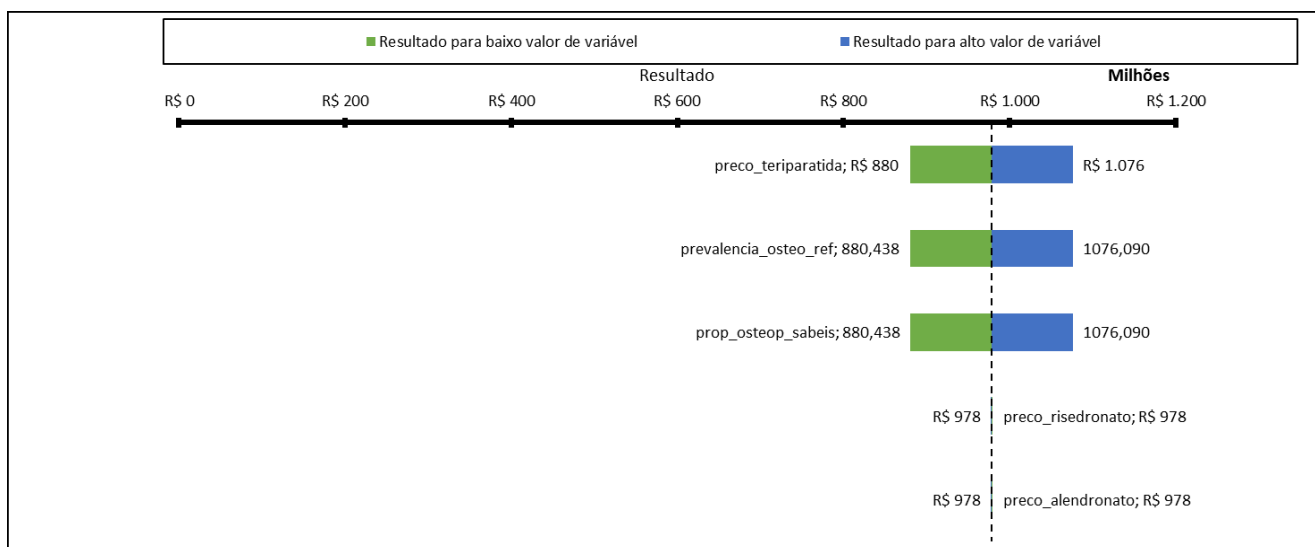 Resultado para baixo valor de variável Resultado para alto valor de variável
Resultado Milhões
R$ 0 R$ 200 R$ 400 R$ 600 R$ 800 R$ 1.000 R$ 1.200
preco_teriparatida; R$ 880 R$ 1.076
prevalencia_osteo_ref; 880,438 1076,090
prop_osteop_sabeis; 880,438 1076,090
R$ 978 preco_risedronato; R$ 978
R$ 978 preco_alendronato; R$ 978